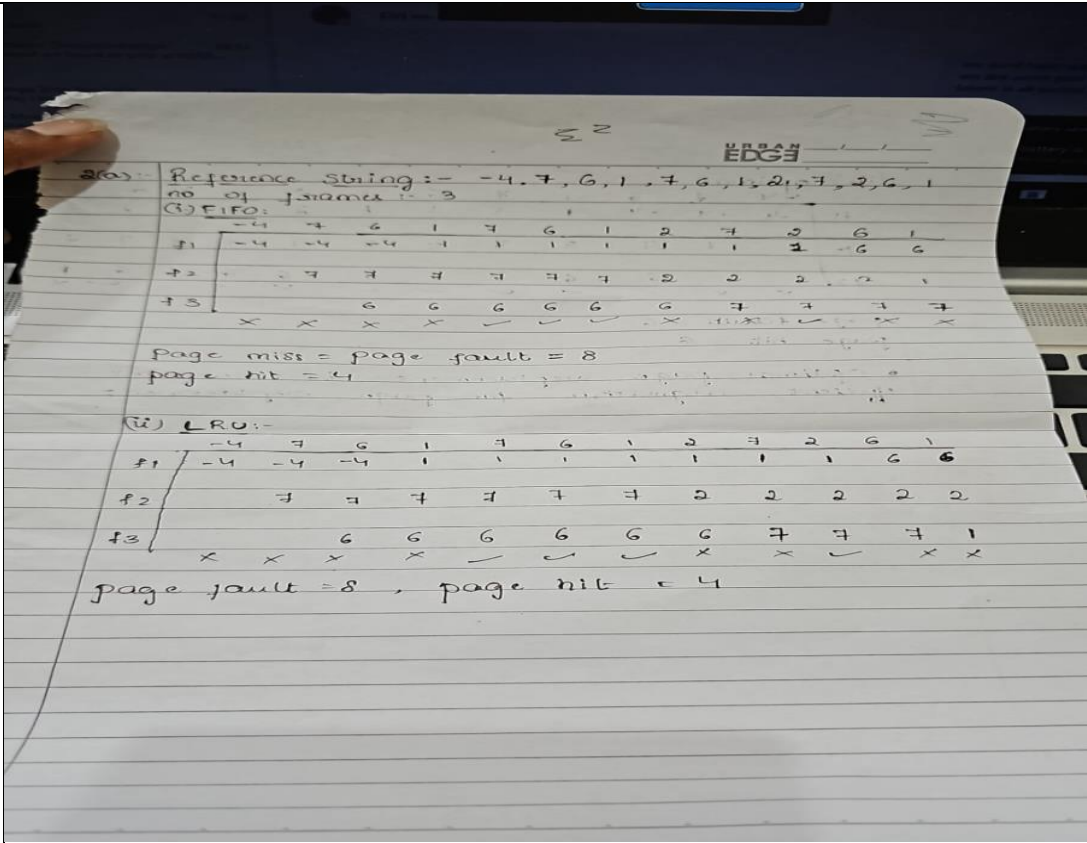 URBAN
EDGE
2(a) Reference String :- -4, 7, 6, 1, 7, 6, 1, 2, 7, 2, 6, 1
no of frames :- 3
(i) FIFO:
-4 7 6 1 7 6 1 2 7 2 6 1
f1 -4 -4 -4 1 1 1 1 1 1 1 6 6
f2 7 7 7 7 7 7 2 2 2 2 1
f3 6 6 6 6 6 6 7 7 7 7
× × × × ✓ ✓ ✓ × × ✓ × ×
Page miss = page fault = 8
page hit = 4
(ii) LRU:-
-4 7 6 1 7 6 1 2 7 2 6 1
f1 -4 -4 -4 1 1 1 1 1 1 1 6 6
f2 7 7 7 7 7 7 2 2 2 2 2
f3 6 6 6 6 6 6 7 7 7 1
× × × × ✓ ✓ ✓ × × ✓ × ×
page fault = 8 , page hit = 4